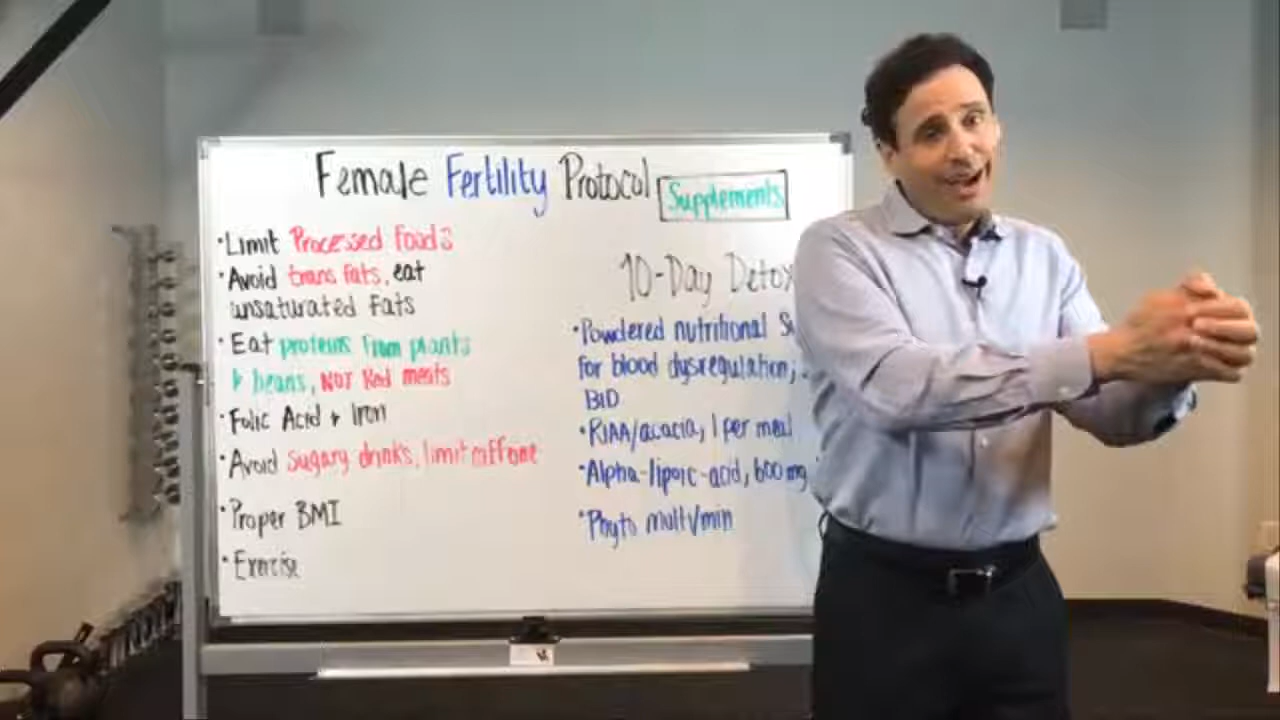 Female Fertility Protocol
Supplements
•Limit Processed Foods
•Avoid trans fats, eat
unsaturated Fats
•Eat proteins from plants
+ beans, NOT Red meats
•Folic Acid + Iron
•Avoid sugary drinks, limit caffeine
•Proper BMI
•Exercise
10-Day Detox
•Powdered nutritional
for blood dysregulation;
BID
•RIAA/acacia, 1 per meal
•Alpha-lipoic-acid, 600mg
•Phyto multi/min